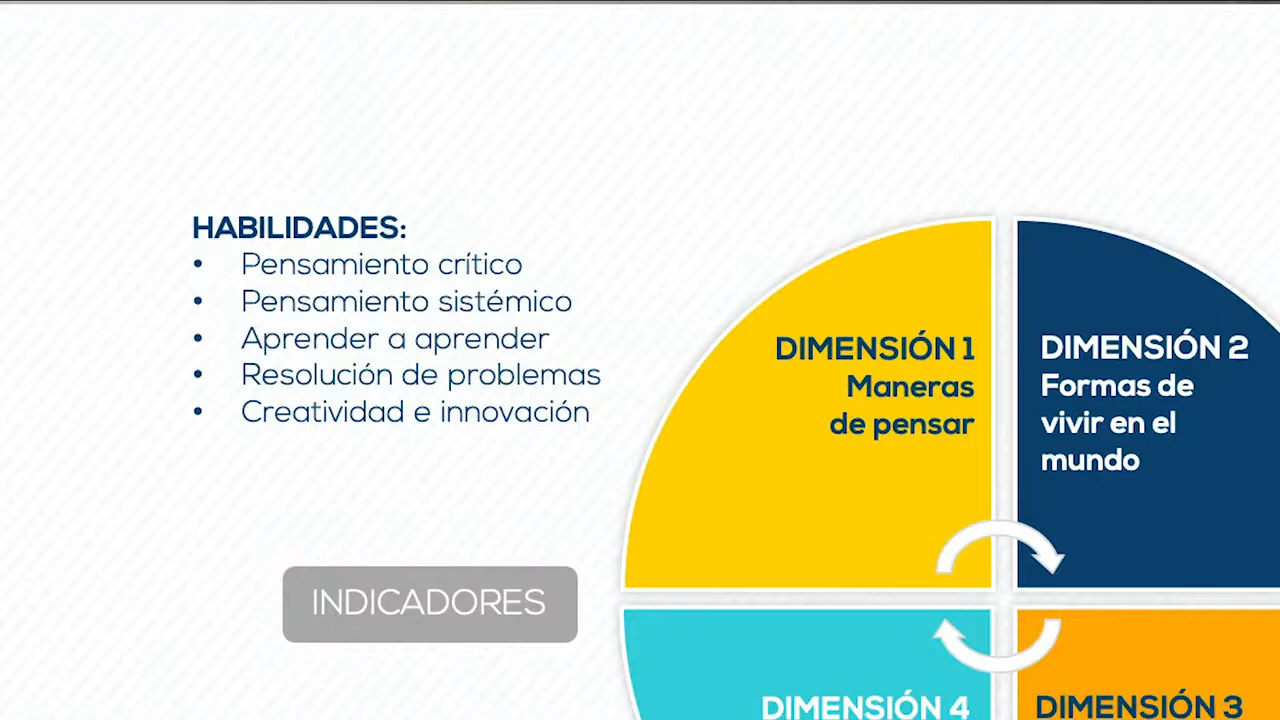 HABILIDADES:
• Pensamiento crítico
• Pensamiento sistémico
• Aprender a aprender
• Resolución de problemas
• Creatividad e innovación
INDICADORES
DIMENSIÓN 1
Maneras
de pensar
DIMENSIÓN 2
Formas de
vivir en el
mundo
DIMENSIÓN 4
DIMENSIÓN 3